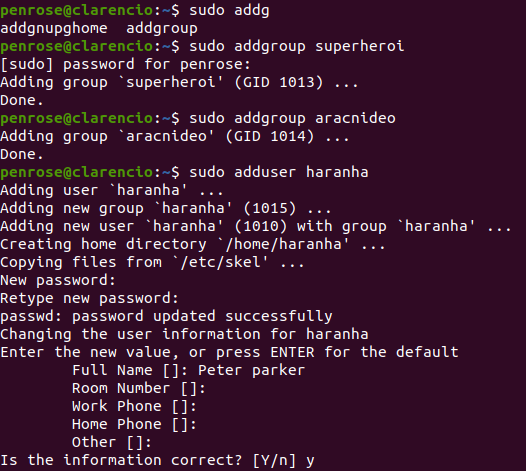 penrose@clarencio:~$ sudo addg
addgnupghome  addgroup
penrose@clarencio:~$ sudo addgroup superheroi
[sudo] password for penrose:
Adding group `superheroi' (GID 1013) ...
Done.
penrose@clarencio:~$ sudo addgroup aracnideo
Adding group `aracnideo' (GID 1014) ...
Done.
penrose@clarencio:~$ sudo adduser haranha
Adding user `haranha' ...
Adding new group `haranha' (1015) ...
Adding new user `haranha' (1010) with group `haranha' ...
Creating home directory `/home/haranha' ...
Copying files from `/etc/skel' ...
New password:
Retype new password:
passwd: password updated successfully
Changing the user information for haranha
Enter the new value, or press ENTER for the default
        Full Name []: Peter parker
        Room Number []:
        Work Phone []:
        Home Phone []:
        Other []:
Is the information correct? [Y/n] y